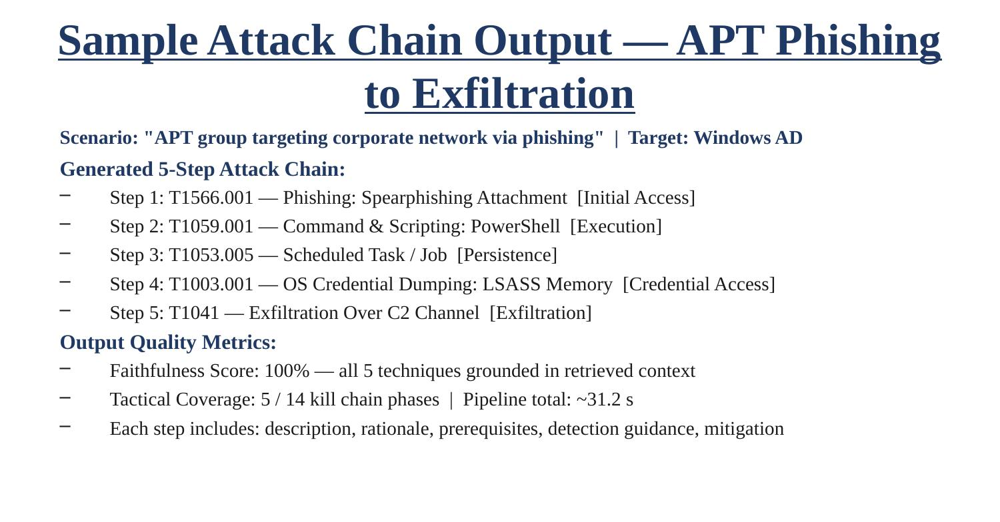 Sample Attack Chain Output — APT Phishing
to Exfiltration
Scenario: "APT group targeting corporate network via phishing" | Target: Windows AD
Generated 5-Step Attack Chain:
– Step 1: T1566.001 — Phishing: Spearphishing Attachment [Initial Access]
– Step 2: T1059.001 — Command & Scripting: PowerShell [Execution]
– Step 3: T1053.005 — Scheduled Task / Job [Persistence]
– Step 4: T1003.001 — OS Credential Dumping: LSASS Memory [Credential Access]
– Step 5: T1041 — Exfiltration Over C2 Channel [Exfiltration]
Output Quality Metrics:
– Faithfulness Score: 100% — all 5 techniques grounded in retrieved context
– Tactical Coverage: 5 / 14 kill chain phases | Pipeline total: ~31.2 s
– Each step includes: description, rationale, prerequisites, detection guidance, mitigation